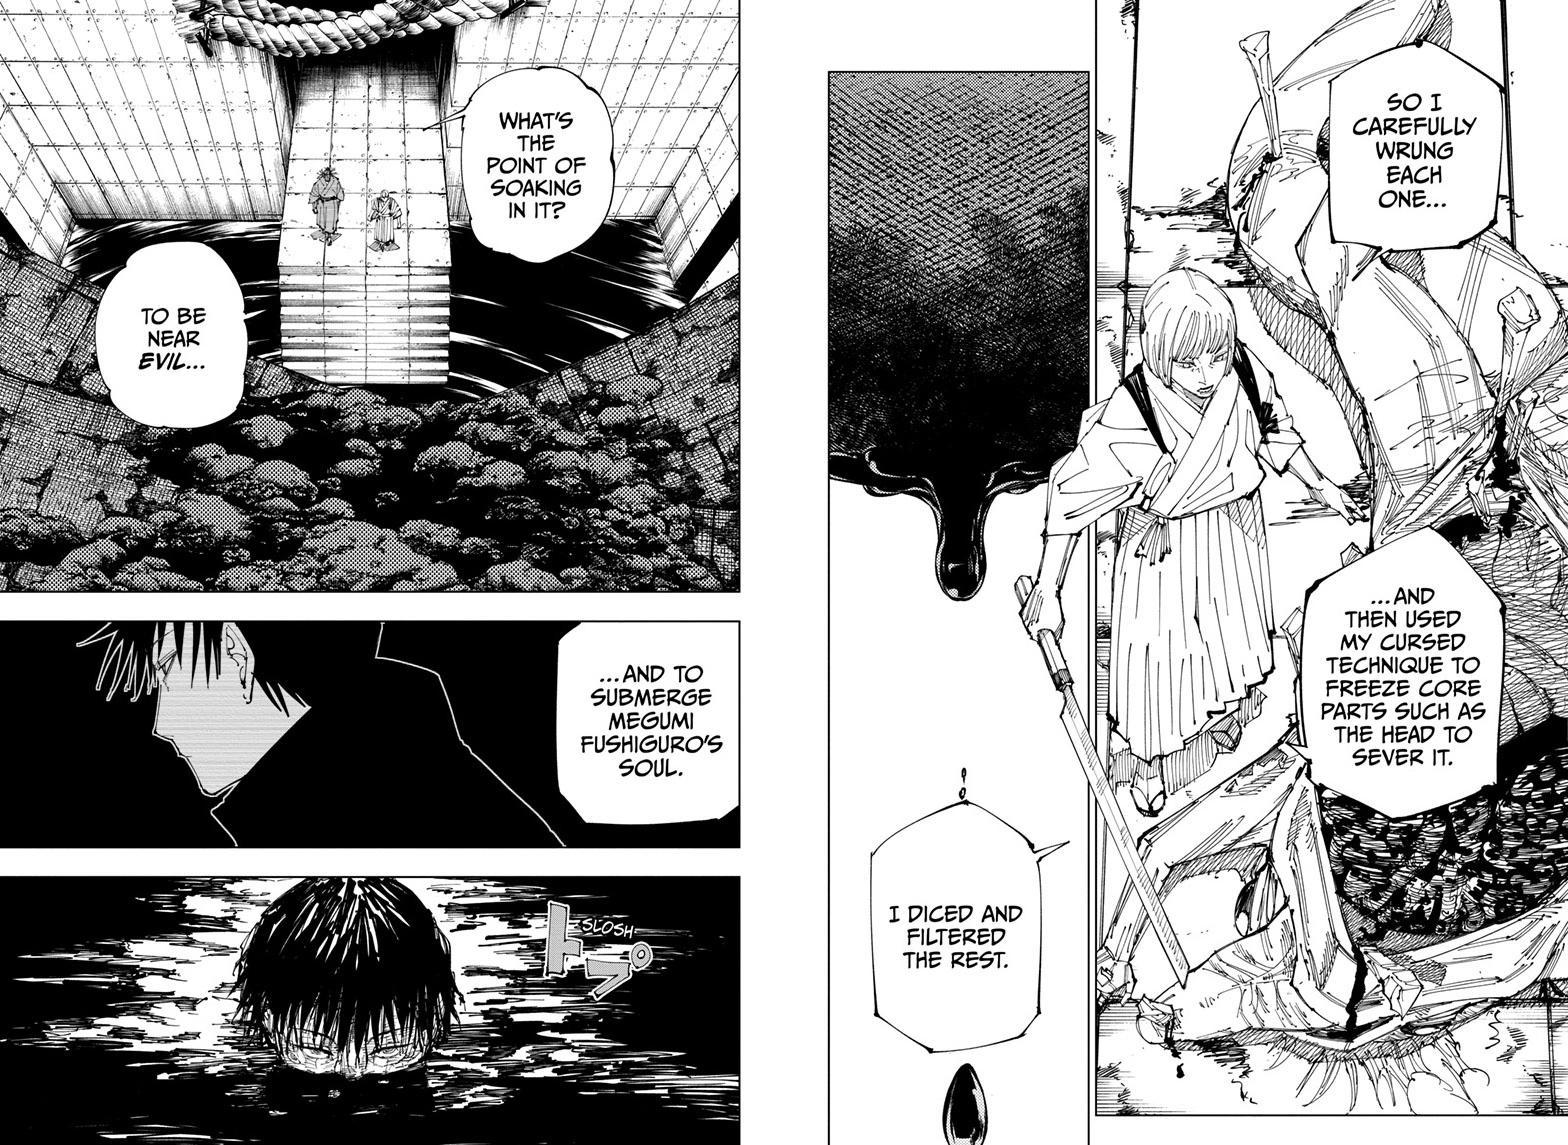 SO I
CAREFULLY
WRUNG
EACH
ONE...
...AND
THEN USED
MY CURSED
TECHNIQUE TO
FREEZE CORE
PARTS SUCH AS
THE HEAD TO
SEVER IT.
I DICED AND
FILTERED
THE REST.
WHAT'S
THE
POINT OF
SOAKING
IN IT?
TO BE
NEAR
EVIL...
...AND TO
SUBMERGE
MEGUMI
FUSHIGURO'S
SOUL.
SLOSH
トプ